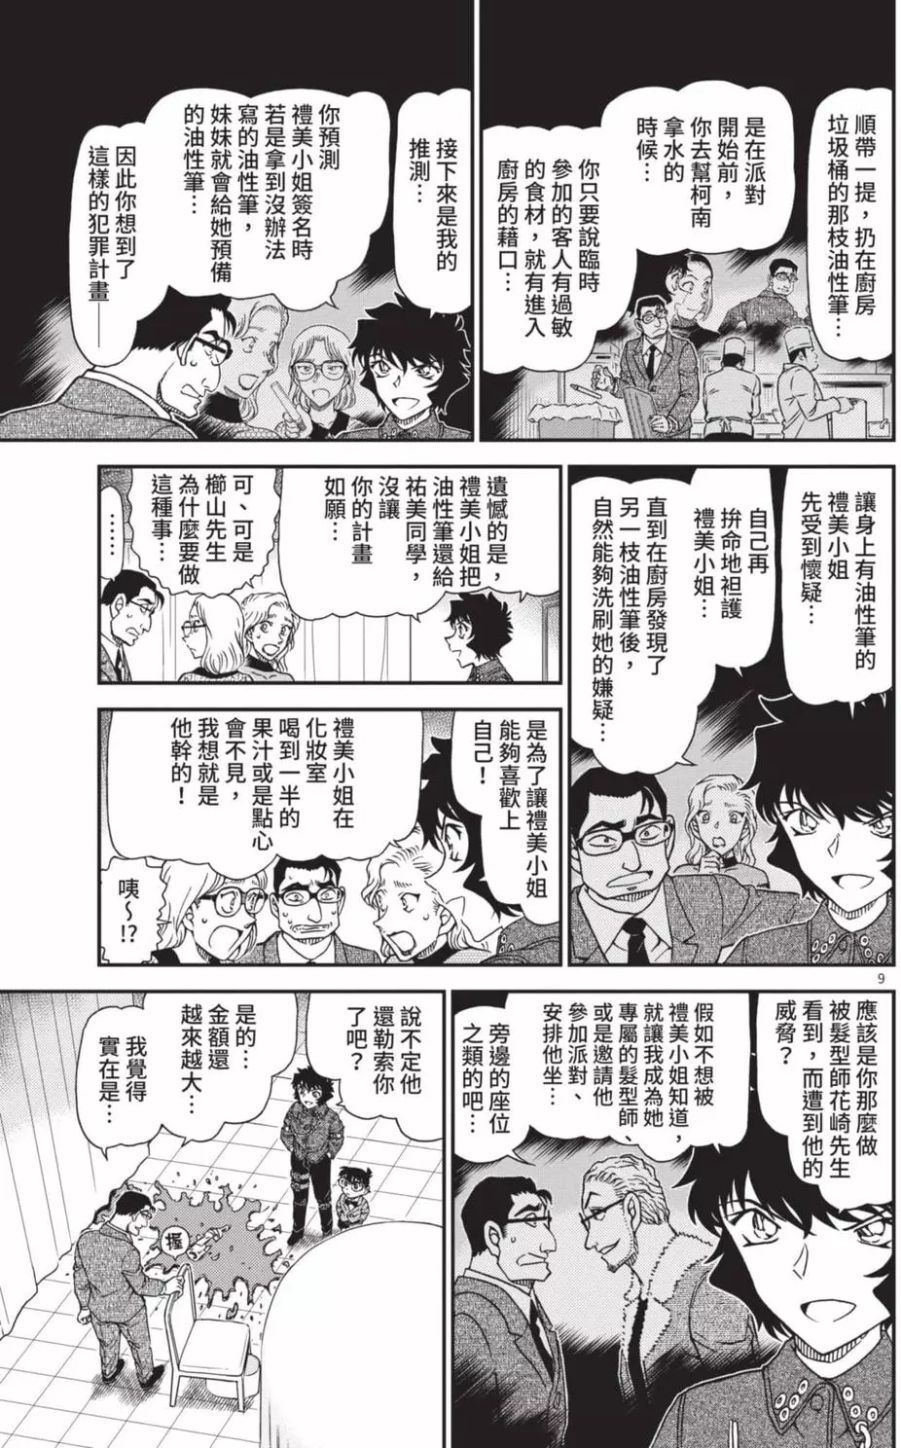 順帶一提，扔在廚房
垃圾桶的那枝油性筆…
是在派對
開始前，
你去幫柯南
拿水的
時候…
你只要說臨時
參加的客人有過敏
的食材，就有進入
廚房的藉口…
接下來是我的
推測…
你預測
禮美小姐簽名時
若是拿到沒辦法
寫的油性筆，
妹妹就會給她預備
的油性筆…
因此你想到了
這樣的犯罪計畫——
讓身上有油性筆的
禮美小姐
先受到懷疑…
自己再
拚命地袒護
禮美小姐…
直到在廚房發現了
另一枝油性筆後，
自然能夠洗刷她的嫌疑…
遺憾的是，
禮美小姐把
油性筆還給
祐美同學，
沒讓
你的計畫
如願…
可、可是
櫛山先生
為什麼要做
這種事…
……
是為了讓禮美小姐
能夠喜歡上
自己！
禮美小姐在
化妝室
喝到一半的
果汁或是點心
會不見，
我想就是
他幹的！
咦～!?
9
應該是你那麼做
被髮型師花崎先生
看到，而遭到他的
威脅？
假如不想被
禮美小姐知道，
就讓我成為她
專屬的髮型師、
或是邀請他
參加派對、
安排他坐…
旁邊的座位
之類的吧…
說不定他
還勒索你
了吧？
是的…
金額還
越來越大…
我覺得
實在是…
握